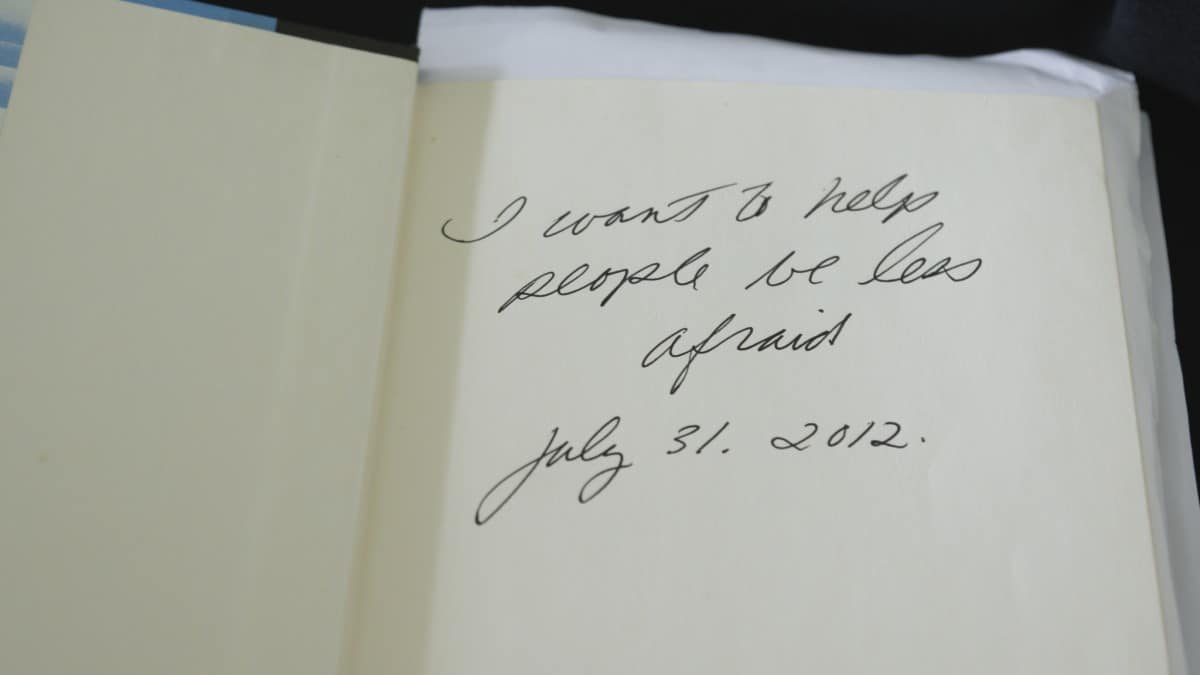 I want to help
people be less
afraid
July 31. 2012.